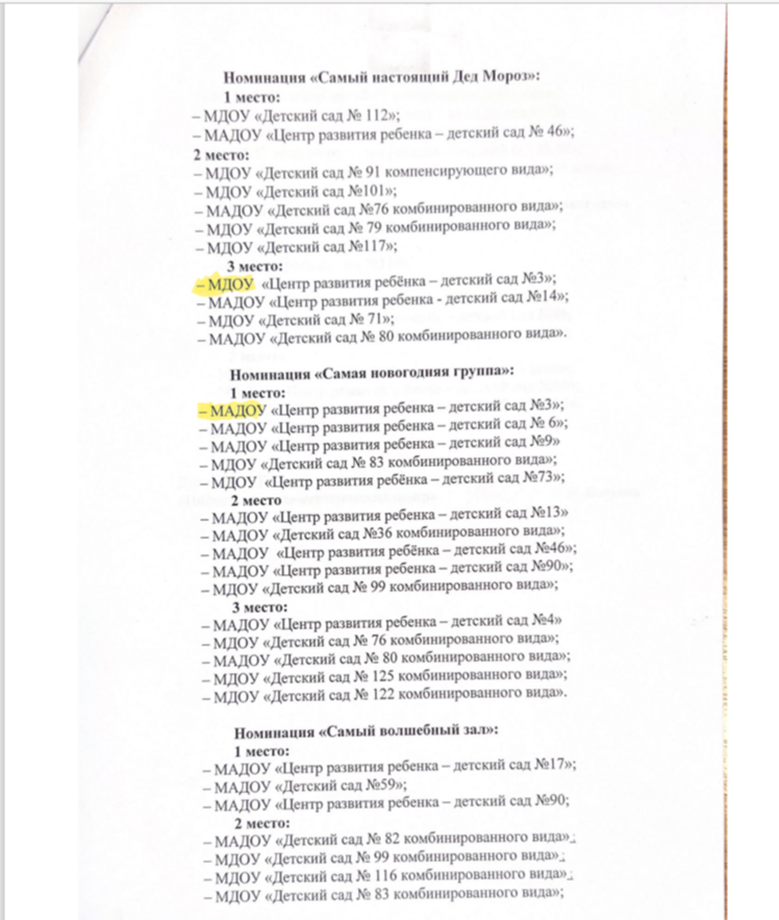 Номинация «Самый настоящий Дед Мороз»:
1 место:
– МДОУ «Детский сад № 112»;
– МАДОУ «Центр развития ребенка – детский сад № 46»;
2 место:
– МДОУ «Детский сад № 91 компенсирующего вида»;
– МДОУ «Детский сад №101»;
– МАДОУ «Детский сад №76 комбинированного вида»;
– МДОУ «Детский сад № 79 комбинированного вида»;
– МДОУ «Детский сад №117»;
3 место:
– МДОУ «Центр развития ребёнка – детский сад №3»;
– МАДОУ «Центр развития ребенка - детский сад №14»;
– МДОУ «Детский сад № 71»;
– МАДОУ «Детский сад № 80 комбинированного вида».
Номинация «Самая новогодняя группа»:
1 место:
– МАДОУ «Центр развития ребенка – детский сад №3»;
– МАДОУ «Центр развития ребенка – детский сад № 6»;
– МАДОУ «Центр развития ребенка – детский сад №9»
– МДОУ «Детский сад № 83 комбинированного вида»;
– МДОУ «Центр развития ребёнка – детский сад №73»;
2 место
– МАДОУ «Центр развития ребенка – детский сад №13»
– МАДОУ «Детский сад №36 комбинированного вида»;
– МАДОУ «Центр развития ребёнка – детский сад №46»;
– МАДОУ «Центр развития ребенка – детский сад №90»;
– МДОУ «Детский сад № 99 комбинированного вида»;
3 место:
– МАДОУ «Центр развития ребенка – детский сад №4»
– МДОУ «Детский сад № 76 комбинированного вида»;
– МАДОУ «Детский сад № 80 комбинированного вида»;
– МДОУ «Детский сад № 125 комбинированного вида»;
– МДОУ «Детский сад № 122 комбинированного вида».
Номинация «Самый волшебный зал»:
1 место:
– МАДОУ «Центр развития ребенка – детский сад №17»;
– МАДОУ «Детский сад №59»;
– МАДОУ «Центр развития ребенка – детский сад №90;
2 место:
– МАДОУ «Детский сад № 82 комбинированного вида»;
– МДОУ «Детский сад № 99 комбинированного вида»;
– МДОУ «Детский сад № 116 комбинированного вида»;
– МДОУ «Детский сад № 83 комбинированного вида»;